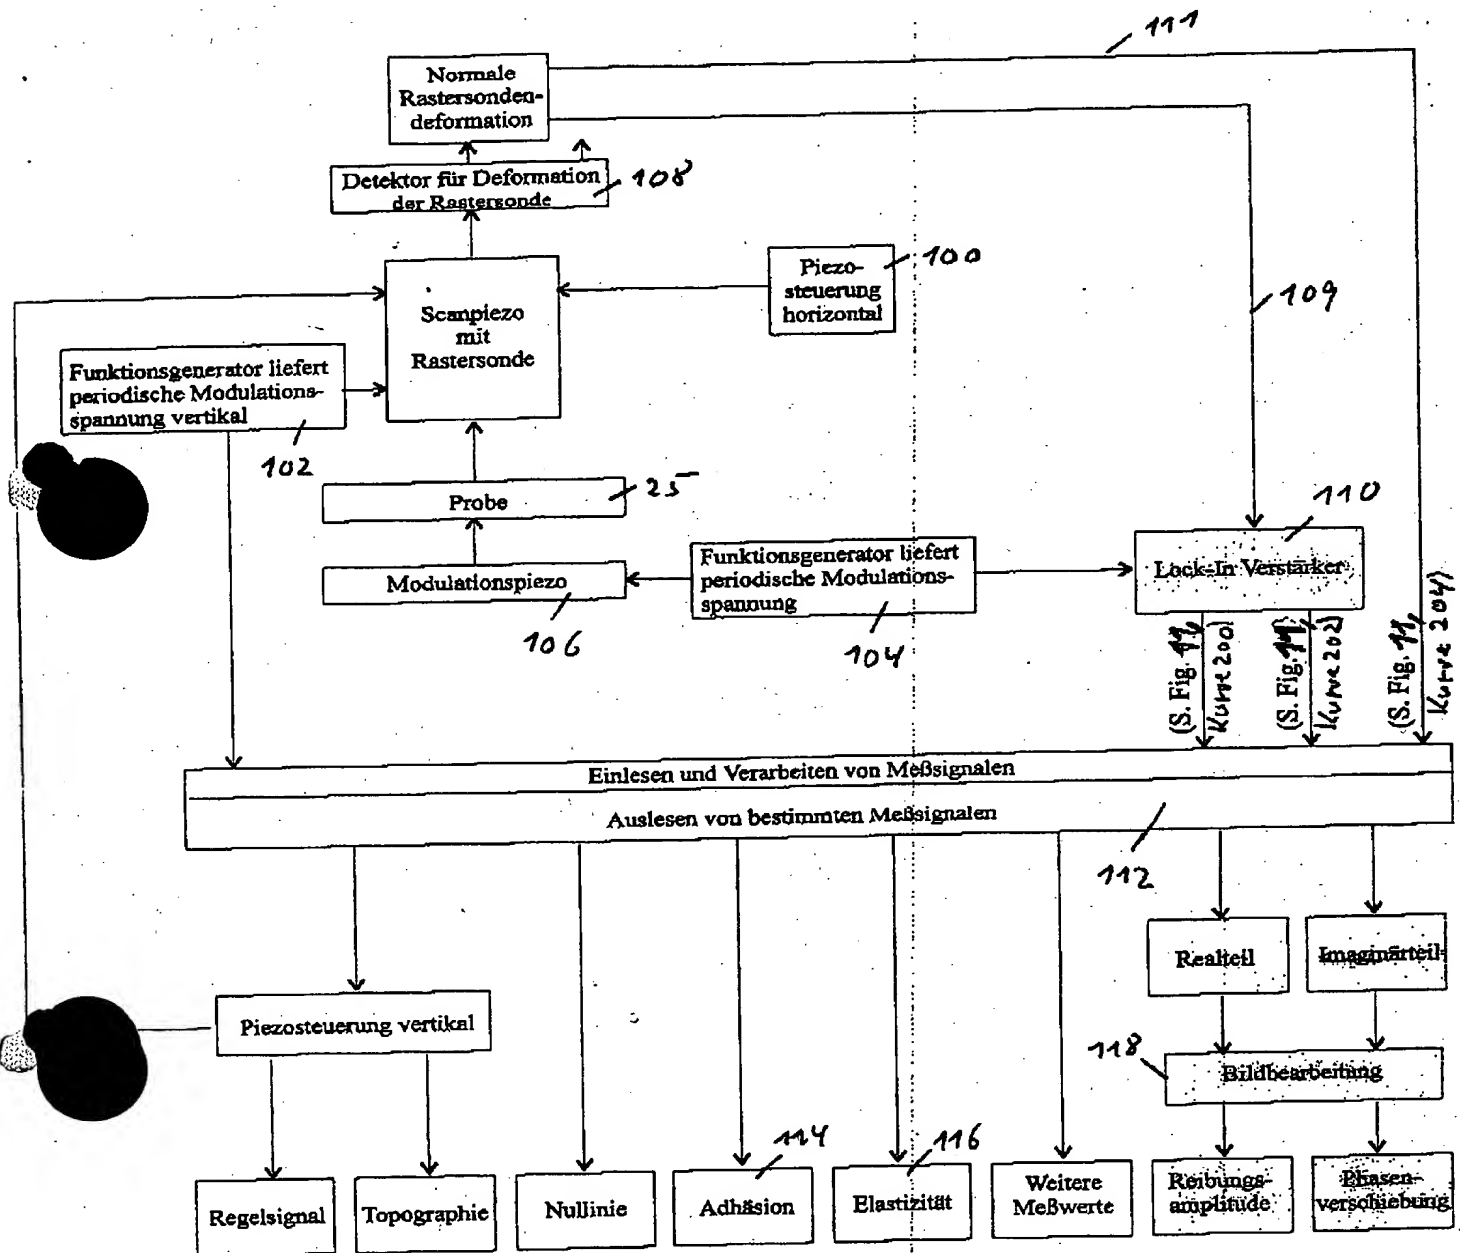 111
Normale
Rastersonden-
deformation
Detektor für Deformation
der Rastersonde
108
Piezo-
steuerung
horizontal
100
109
Scanpiezo
mit
Rastersonde
Funktionsgenerator liefert
periodische Modulations-
spannung vertikal
102
Probe
25
110
Modulationspiezo
106
Funktionsgenerator liefert
periodische Modulations-
spannung
104
Lock-In Verstärker
(S. Fig. 11,
Kurve 200)
(S. Fig. 11,
Kurve 202)
(S. Fig. 11,
Kurve 204)
Einlesen und Verarbeiten von Meßsignalen
Auslesen von bestimmten Meßsignalen
112
Realteil
Imaginärteil
Piezosteuerung vertikal
118
Bildbearbeitung
114
116
Regelsignal
Topographie
Nullinie
Adhäsion
Elastizität
Weitere
Meßwerte
Reibungs-
amplitude
Phasen-
verschiebung